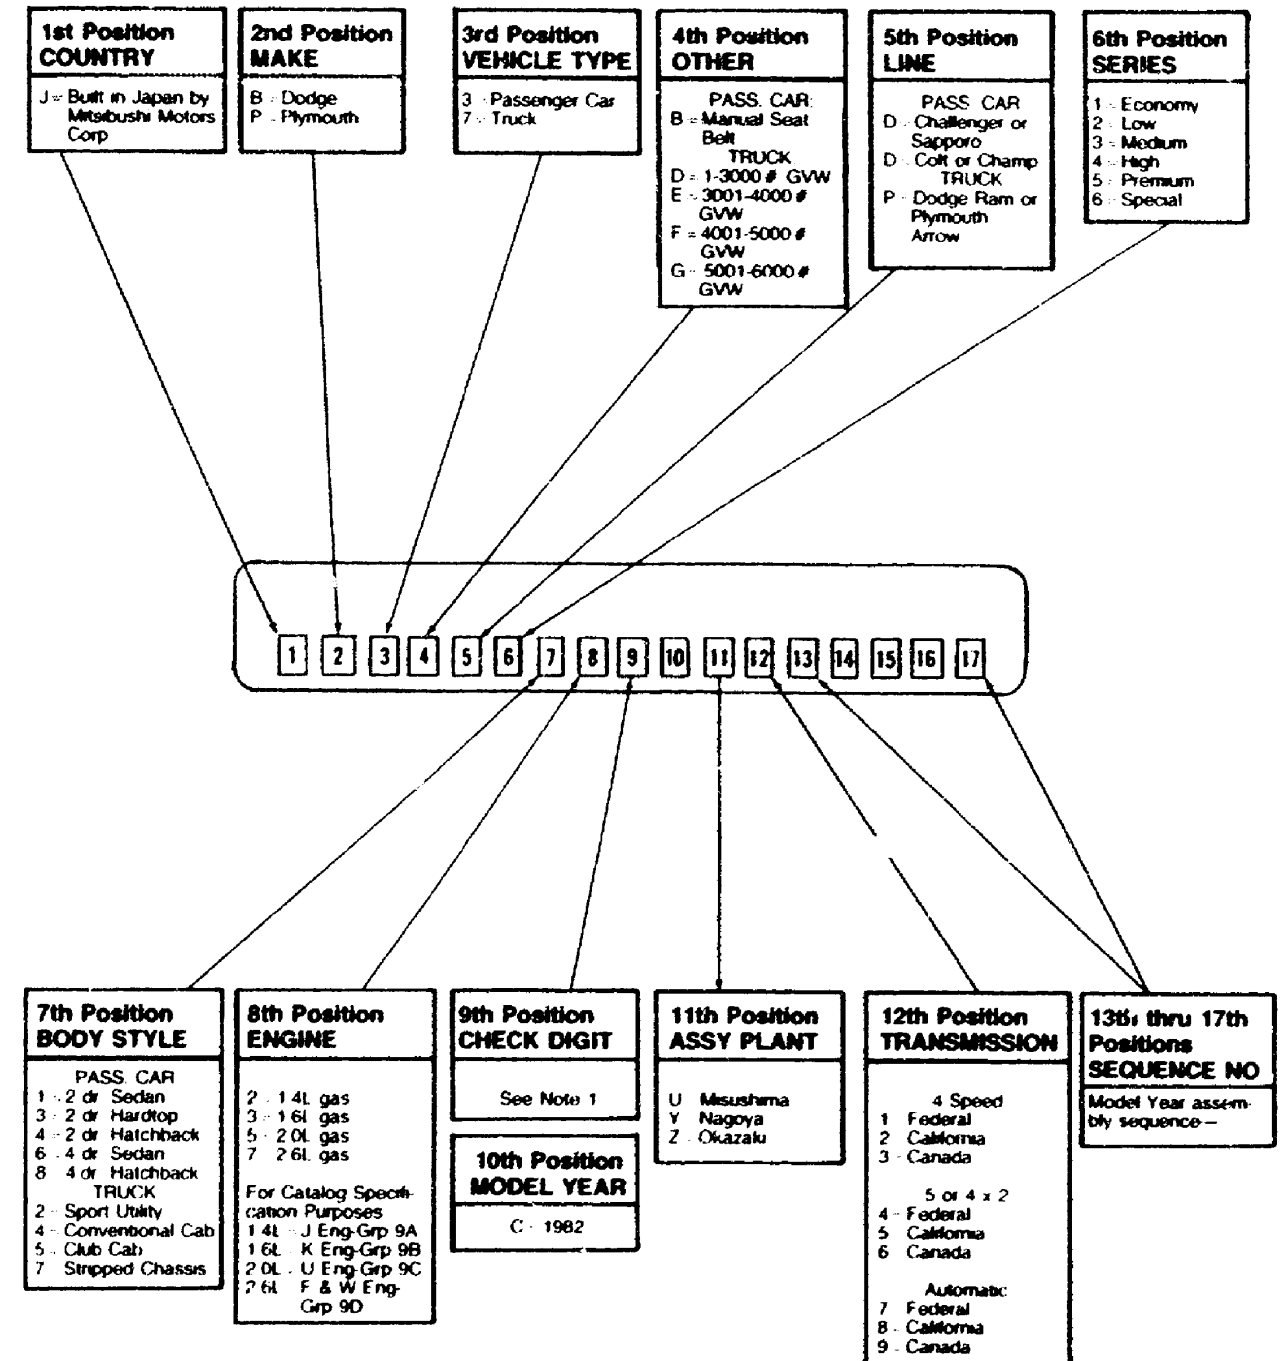 1st Position
COUNTRY
J = Built in Japan by
Mitsibushi Motors
Corp
2nd Position
MAKE
B - Dodge
P - Plymouth
3rd Position
VEHICLE TYPE
3 - Passenger Car
7 - Truck
4th Position
OTHER
PASS. CAR:
B = Manual Seat
Belt
TRUCK
D = 1-3000 # GVW
E - 3001-4000 #
GVW
F = 4001-5000 #
GVW
G - 5001-6000 #
GVW
5th Position
LINE
PASS CAR
D - Challenger or
Sapporo
D - Colt or Champ
TRUCK
P - Dodge Ram or
Plymouth
Arrow
6th Position
SERIES
1 - Economy
2 - Low
3 - Medium
4 - High
5 - Premium
6 - Special
1 2 3 4 5 6 7 8 9 10 11 12 13 14 15 16 17
7th Position
BODY STYLE
PASS. CAR
1 - 2 dr Sedan
3 - 2 dr Hardtop
4 - 2 dr Hatchback
6 - 4 dr Sedan
8 4 dr Hatchback
TRUCK
2 - Sport Utility
4 - Conventional Cab
5 - Club Cab
7 Stripped Chassis
8th Position
ENGINE
2 - 1 4L gas
3 - 1 6L gas
5 - 2 0L gas
7 2 6L gas
For Catalog Specifi-
cation Purposes
1 4L - J Eng-Grp 9A
1 6L K Eng-Grp 9B
2 0L - U Eng-Grp 9C
2 6L F & W Eng-
Grp 9D
9th Position
CHECK DIGIT
See Note 1
10th Position
MODEL YEAR
C - 1982
11th Position
ASSY PLANT
U Misushima
Y Nagoya
Z - Okazaki
12th Position
TRANSMISSION
4 Speed
1 Federal
2 California
3 - Canada
5 or 4 x 2
4 - Federal
5 California
6 Canada
Automatic
7 Federal
8 - California
9 - Canada
13th thru 17th
Positions
SEQUENCE NO
Model Year assem-
bly sequence —